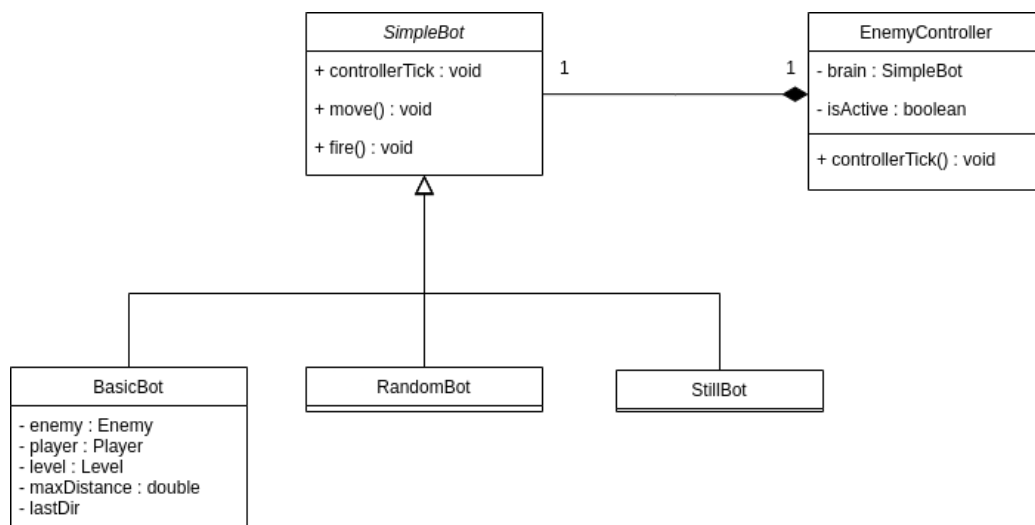 SimpleBot
+ controllerTick : void
+ move() : void
+ fire() : void
1
1
EnemyController
- brain : SimpleBot
- isActive : boolean
+ controllerTick() : void
BasicBot
- enemy : Enemy
- player : Player
- level : Level
- maxDistance : double
- lastDir
RandomBot
StillBot